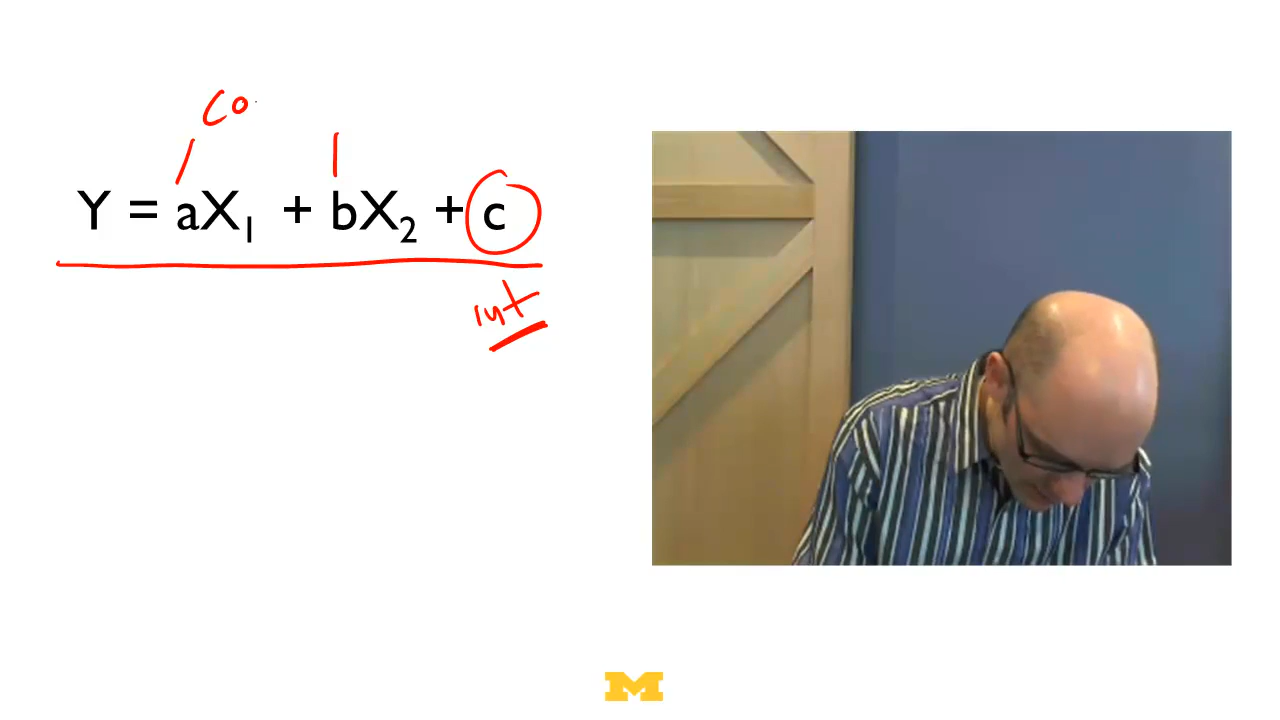 Co
Y = aX₁ + bX₂ + c
int
M